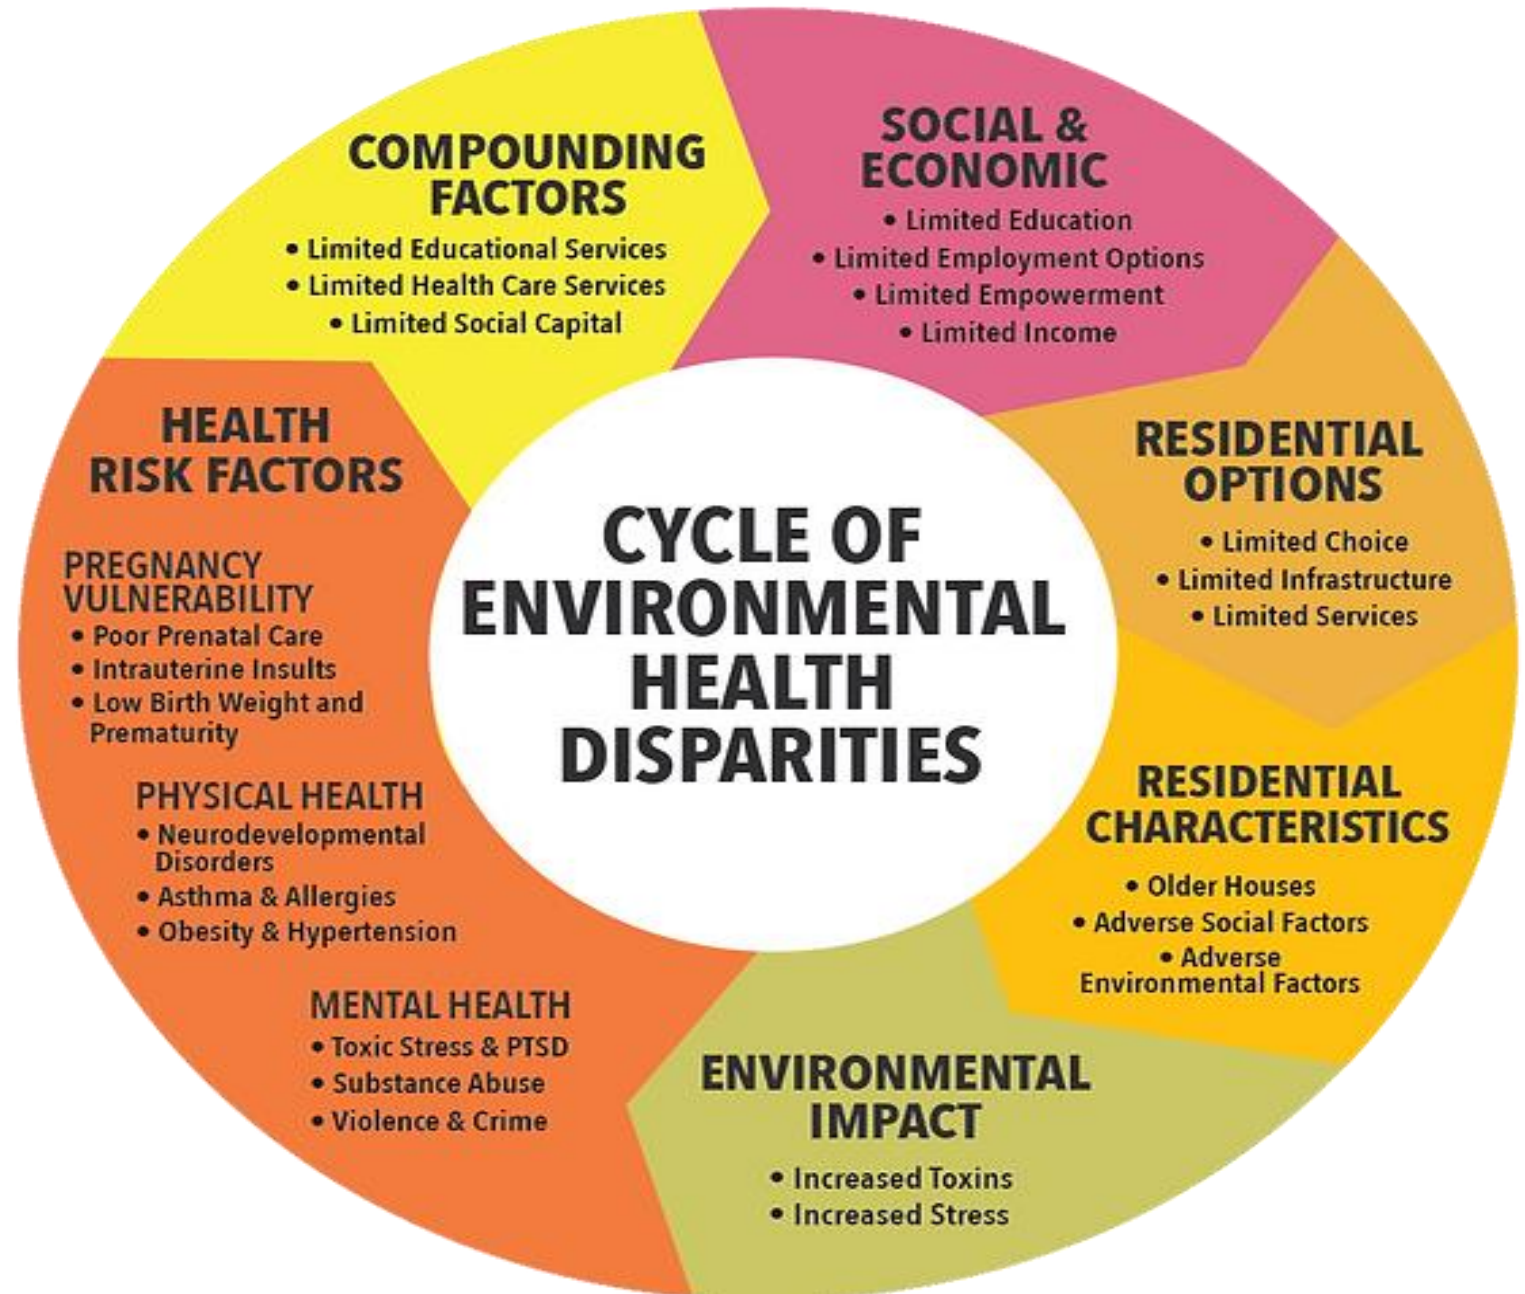 CYCLE OF
ENVIRONMENTAL
HEALTH
DISPARITIES
SOCIAL &
ECONOMIC
• Limited Education
• Limited Employment Options
• Limited Empowerment
• Limited Income
RESIDENTIAL
OPTIONS
• Limited Choice
• Limited Infrastructure
• Limited Services
RESIDENTIAL
CHARACTERISTICS
• Older Houses
• Adverse Social Factors
• Adverse
Environmental Factors
ENVIRONMENTAL
IMPACT
• Increased Toxins
• Increased Stress
HEALTH
RISK FACTORS
PREGNANCY
VULNERABILITY
• Poor Prenatal Care
• Intrauterine Insults
• Low Birth Weight and
Prematurity
PHYSICAL HEALTH
• Neurodevelopmental
Disorders
• Asthma & Allergies
• Obesity & Hypertension
MENTAL HEALTH
• Toxic Stress & PTSD
• Substance Abuse
• Violence & Crime
COMPOUNDING
FACTORS
• Limited Educational Services
• Limited Health Care Services
• Limited Social Capital